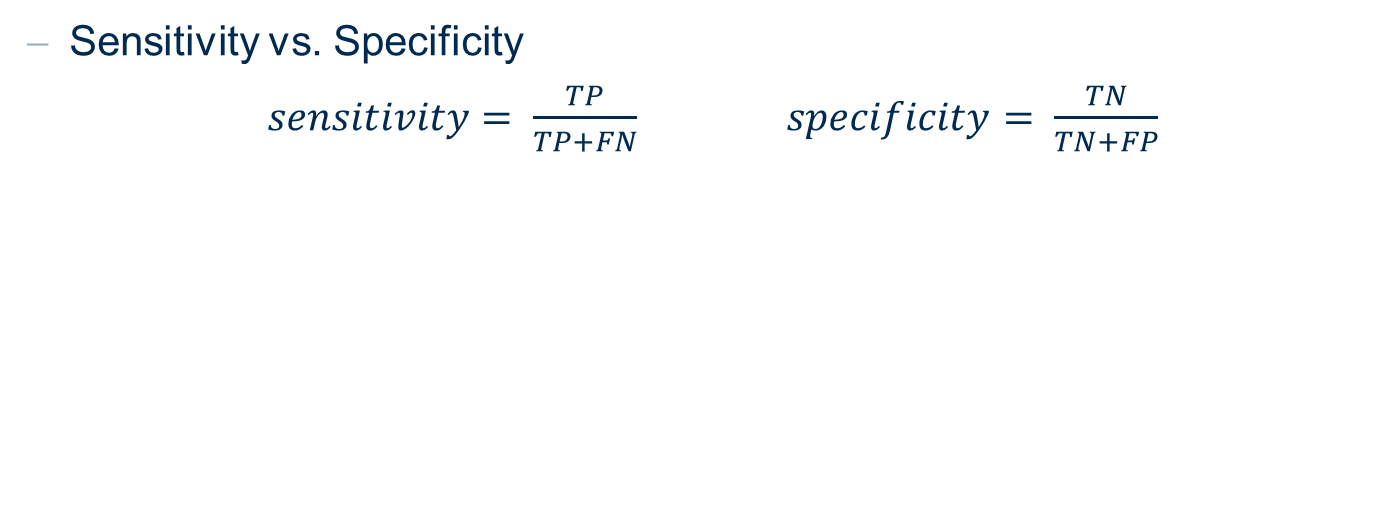 – Sensitivity vs. Specificity
sensitivity = TP/TP+FN specificity = TN/TN+FP